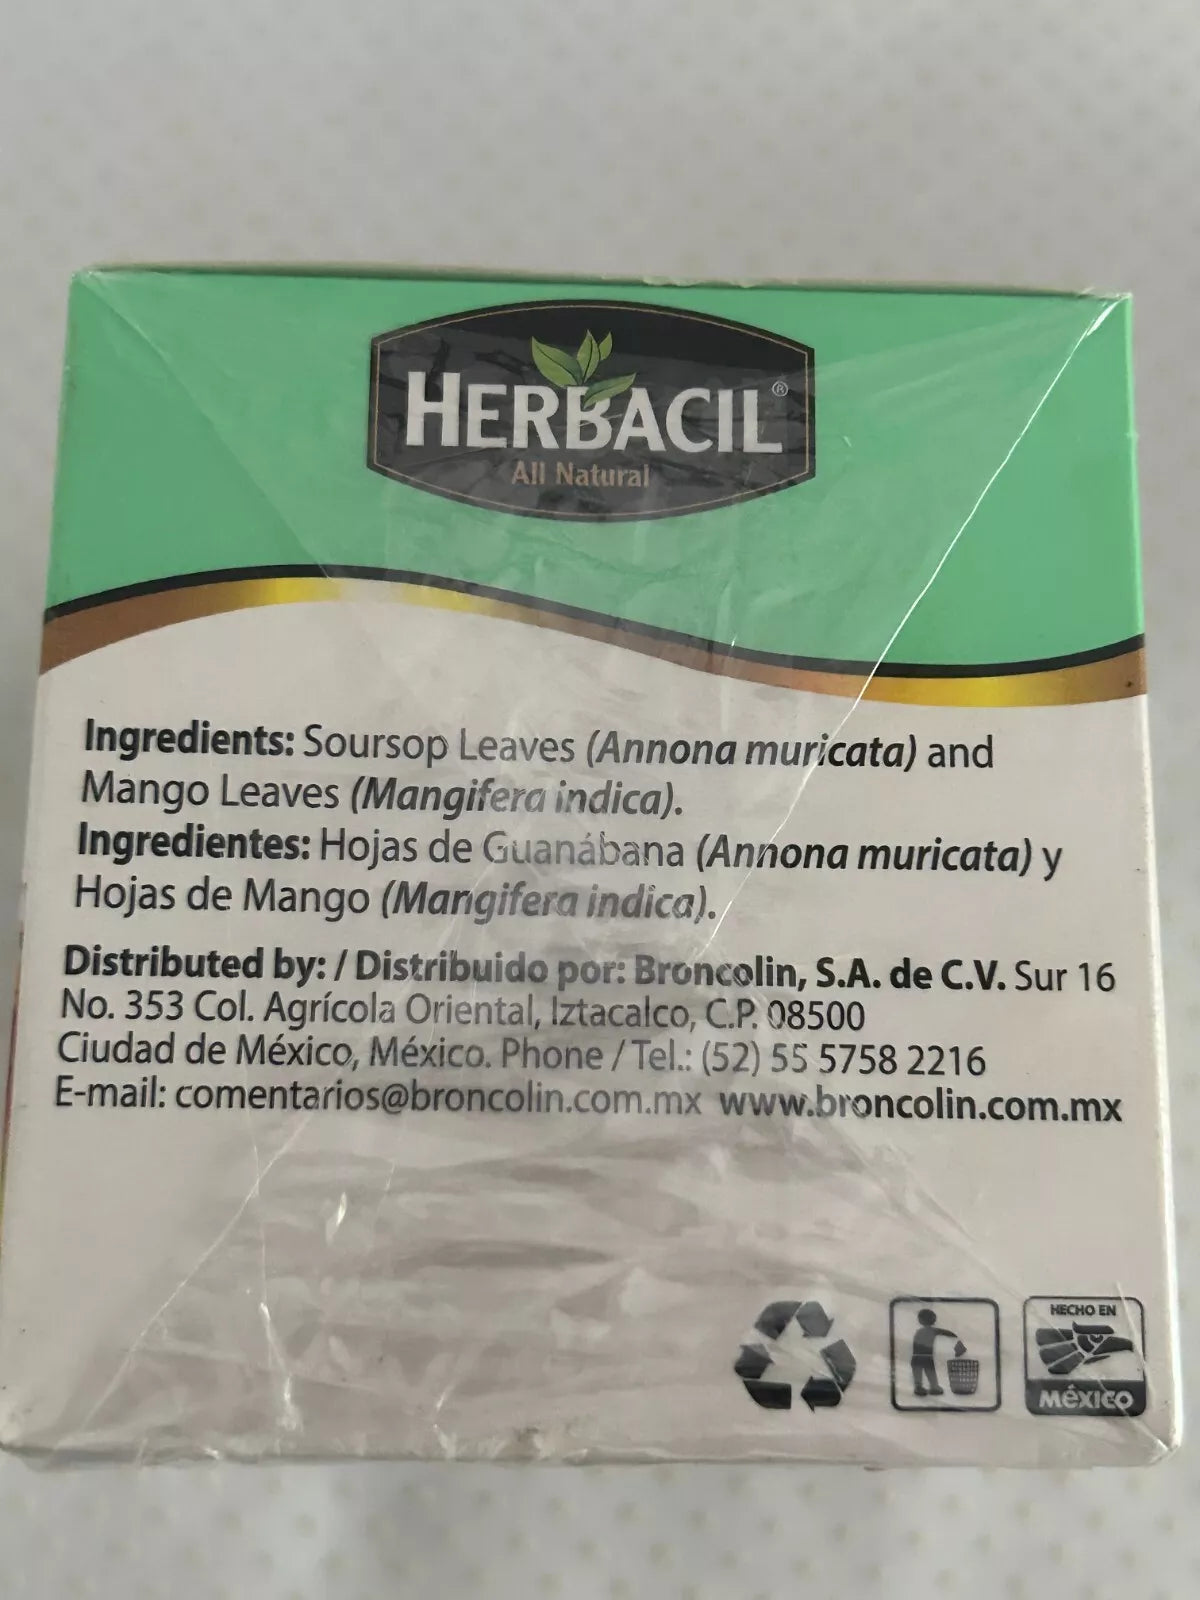 HERBACIL®
All Natural
Ingredients: Soursop Leaves (Annona muricata) and
Mango Leaves (Mangifera indica).
Ingredientes: Hojas de Guanábana (Annona muricata) y
Hojas de Mango (Mangifera indica).
Distributed by: / Distribuido por: Broncolin, S.A. de C.V. Sur 16
No. 353 Col. Agrícola Oriental, Iztacalco, C.P. 08500
Ciudad de México, México. Phone / Tel.: (52) 55 5758 2216
E-mail: comentarios@broncolin.com.mx www.broncolin.com.mx
HECHO EN
MéXICO